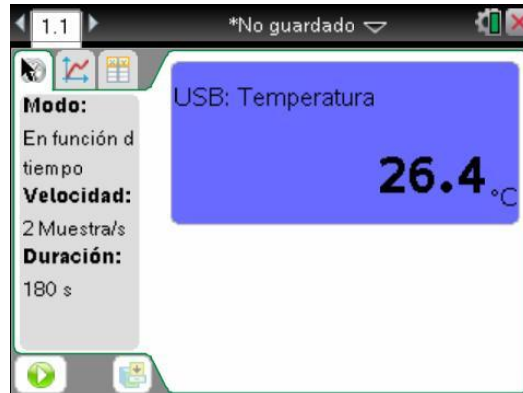 1.1
*No guardado
Modo:
En función d
tiempo
Velocidad:
2 Muestra/s
Duración:
180 s
USB: Temperatura
26.4 °C